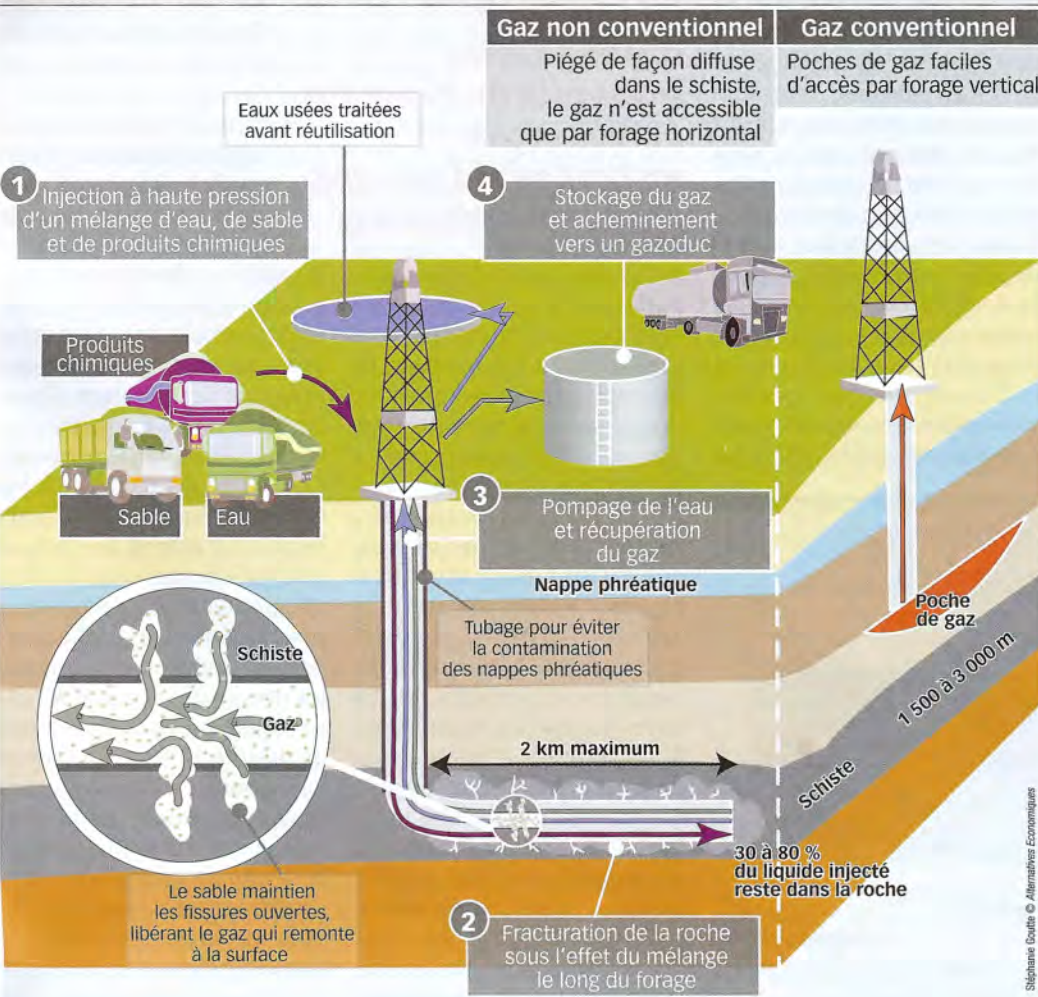 Gaz non conventionnel
Gaz conventionnel
Piégé de façon diffuse
dans le schiste,
le gaz n'est accessible
que par forage horizontal
Poches de gaz faciles
d'accès par forage vertical
Eaux usées traitées
avant réutilisation
1
Injection à haute pression
d'un mélange d'eau, de sable
et de produits chimiques
4
Stockage du gaz
et acheminement
vers un gazoduc
Produits
chimiques
Sable
Eau
3
Pompage de l'eau
et récupération
du gaz
Nappe phréatique
Tubage pour éviter
la contamination
des nappes phréatiques
Poche
de gaz
Schiste
Gaz
1 500 à 3 000 m
2 km maximum
Schiste
30 à 80 %
du liquide injecté
reste dans la roche
Le sable maintien
les fissures ouvertes,
libérant le gaz qui remonte
à la surface
2
Fracturation de la roche
sous l'effet du mélange
le long du forage
Stéphanie Goutte © Alternatives Economiques